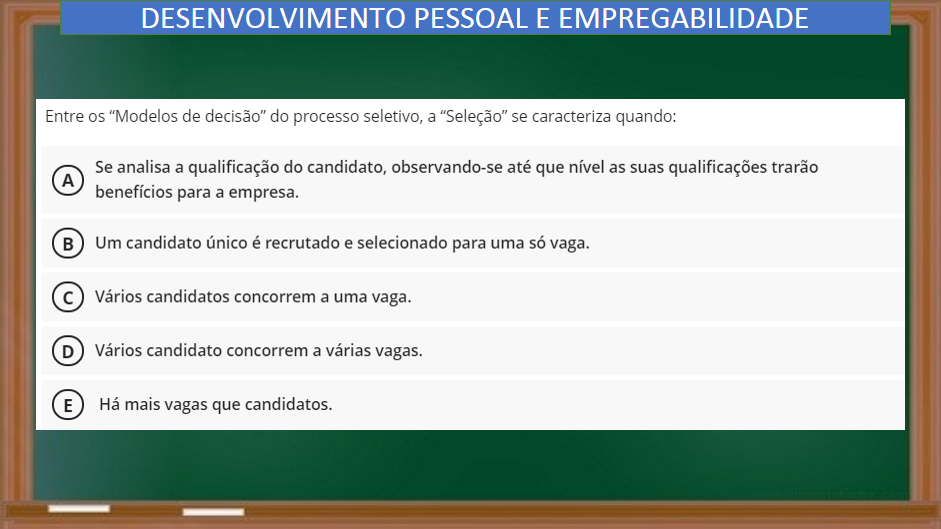 DESENVOLVIMENTO PESSOAL E EMPREGABILIDADE
Entre os “Modelos de decisão” do processo seletivo, a “Seleção” se caracteriza quando:
A Se analisa a qualificação do candidato, observando-se até que nível as suas qualificações trarão
benefícios para a empresa.
B Um candidato único é recrutado e selecionado para uma só vaga.
C Vários candidatos concorrem a uma vaga.
D Vários candidato concorrem a várias vagas.
E Há mais vagas que candidatos.